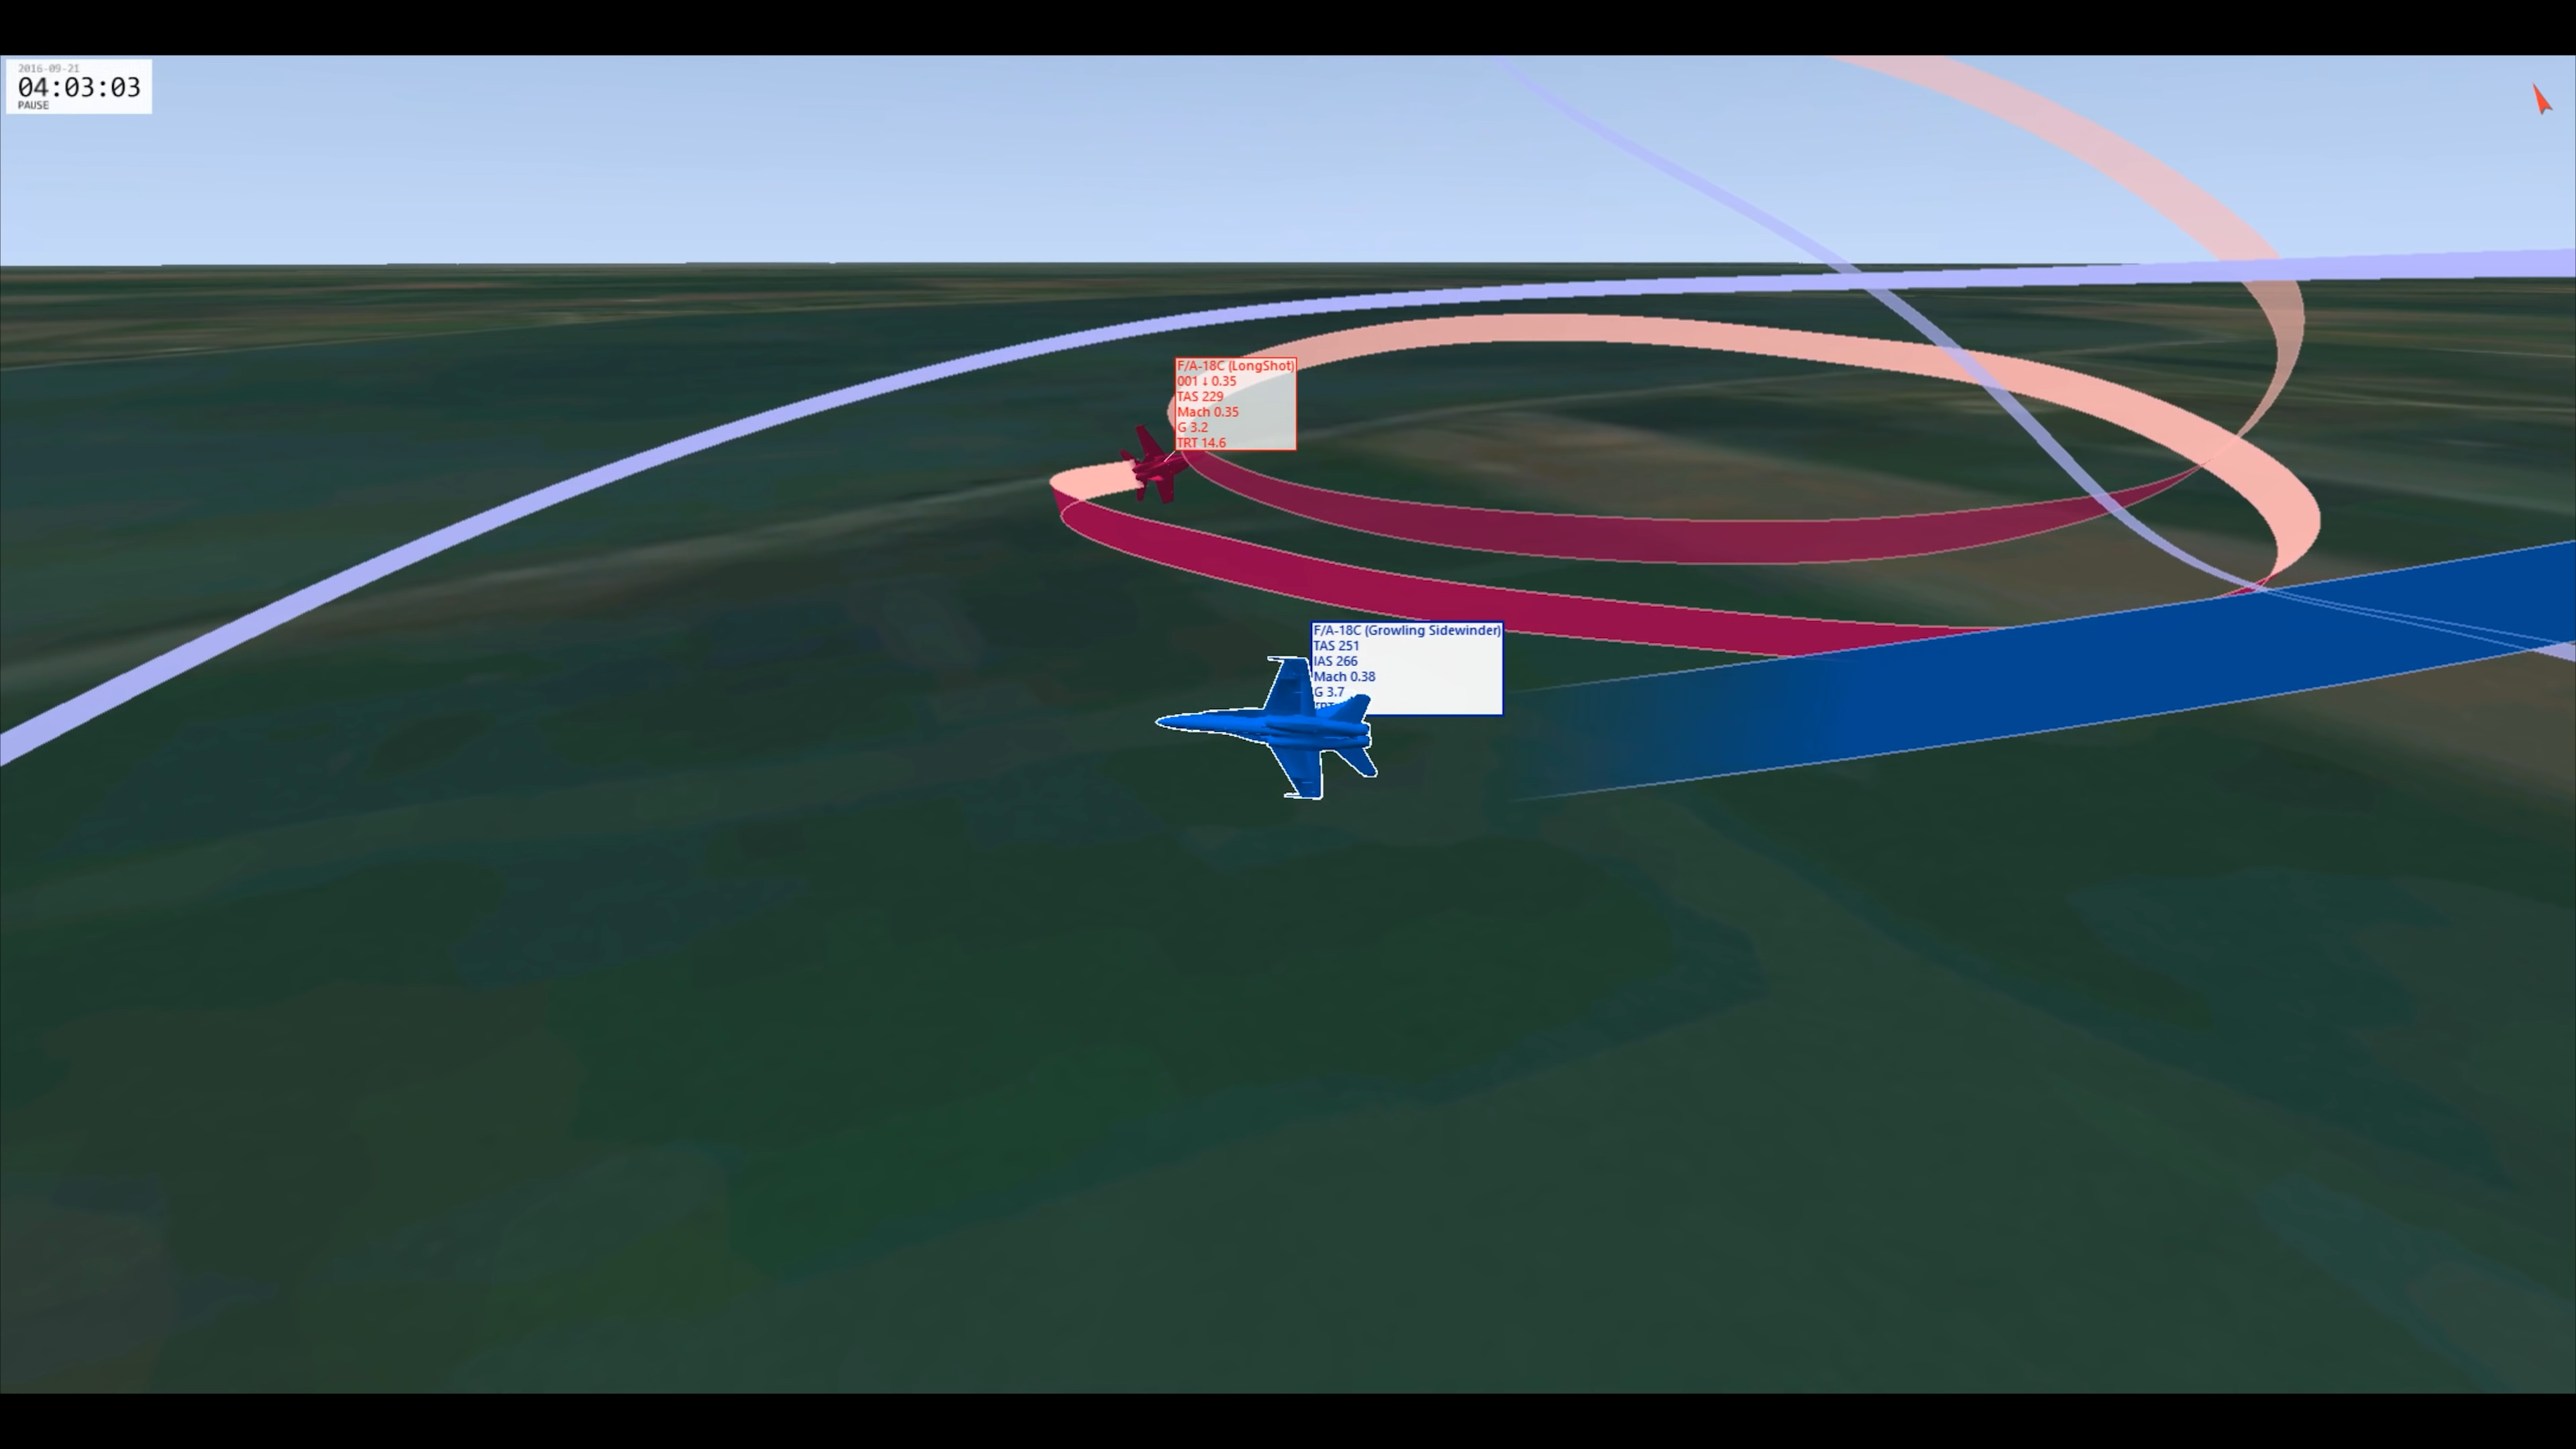 2016-09-21
04:03:03
PAUSE
F/A-18C (LongShot)
001 ↓ 0.35
TAS 229
Mach 0.35
G 3.2
TRT 14.6
F/A-18C (Growling Sidewinder)
TAS 251
IAS 266
Mach 0.38
G 3.7